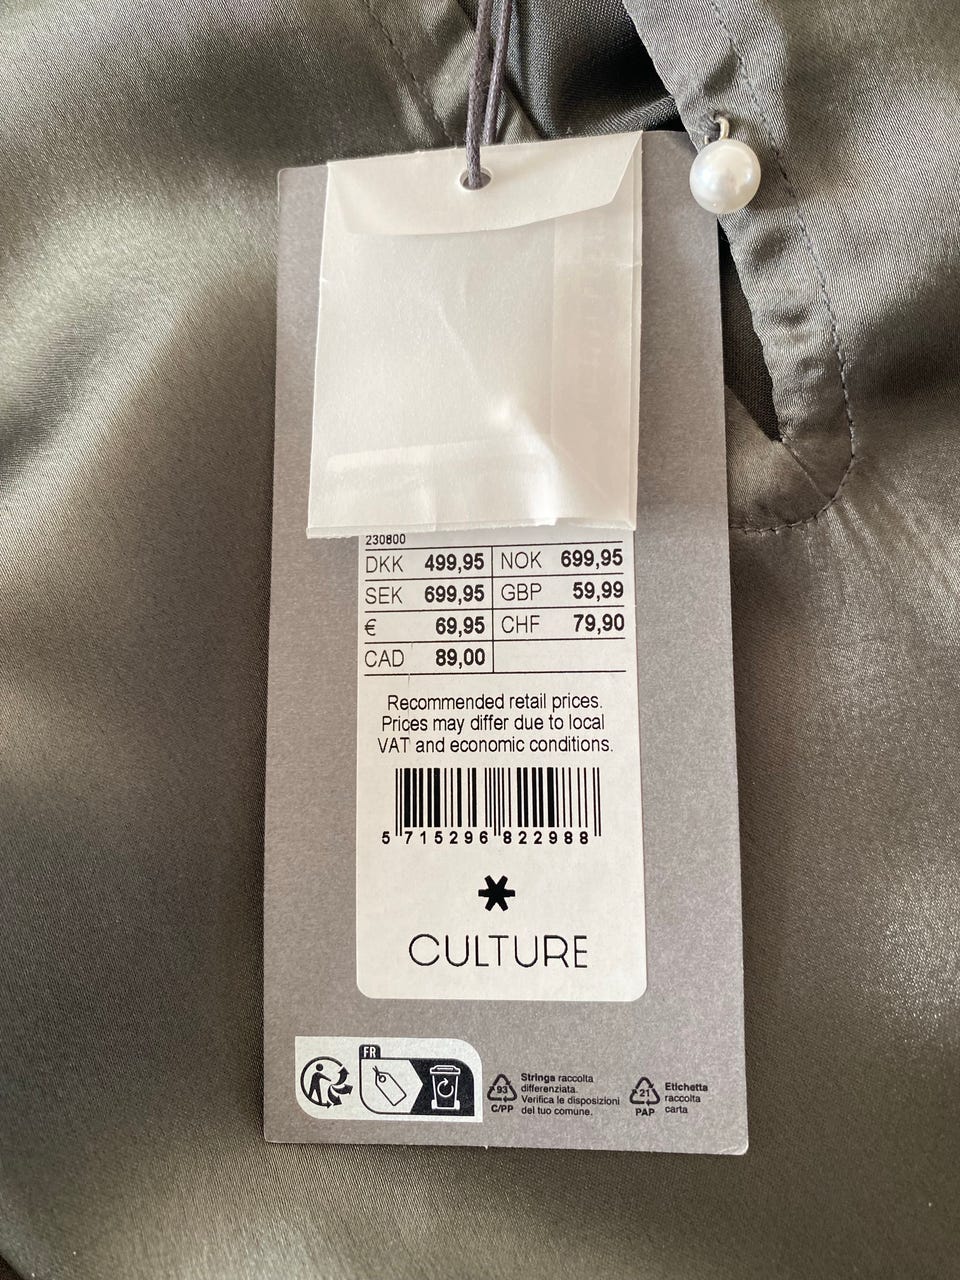 230800
DKK 499,95 NOK 699,95
SEK 699,95 GBP 59,99
€ 69,95 CHF 79,90
CAD 89,00
Recommended retail prices.
Prices may differ due to local
VAT and economic conditions.
5 715296 822988
CULTURE
FR
93
C/PP
Stringa raccolta
differenziata.
Verifica le disposizioni
del tuo comune.
21
PAP
Etichetta
raccolta
carta